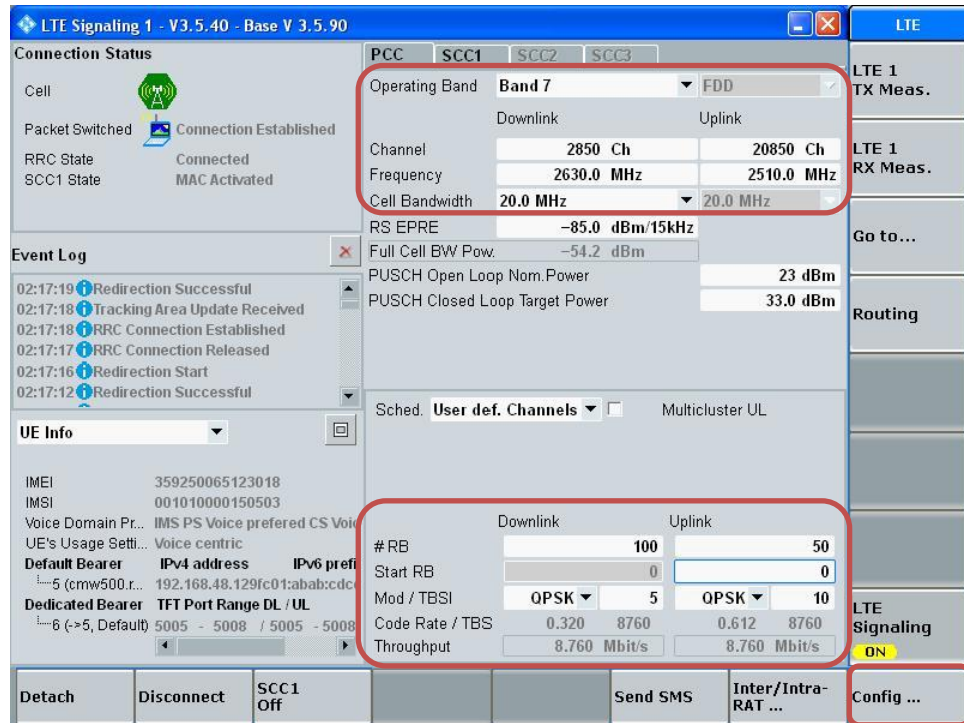 LTE Signaling 1 - V3.5.40 - Base V 3.5.90
LTE
Connection Status
Cell
Packet Switched Connection Established
RRC State Connected
SCC1 State MAC Activated
Event Log
02:17:19 Redirection Successful
02:17:18 Tracking Area Update Received
02:17:18 RRC Connection Established
02:17:17 RRC Connection Released
02:17:16 Redirection Start
02:17:12 Redirection Successful
UE Info
IMEI 359250065123018
IMSI 001010000150503
Voice Domain Pr... IMS PS Voice prefered CS Voic
UE's Usage Setti... Voice centric
Default Bearer IPv4 address IPv6 prefi
5 (cmw500.r... 192.168.48.129 fc01:abab:cdcd
Dedicated Bearer TFT Port Range DL / UL
6 (->5, Default) 5005 - 5008 / 5005 - 5008
PCC SCC1 SCC2 SCC3
Operating Band Band 7 FDD
Downlink Uplink
Channel 2850 Ch 20850 Ch
Frequency 2630.0 MHz 2510.0 MHz
Cell Bandwidth 20.0 MHz 20.0 MHz
RS EPRE -85.0 dBm/15kHz
Full Cell BW Pow. -54.2 dBm
PUSCH Open Loop Nom.Power 23 dBm
PUSCH Closed Loop Target Power 33.0 dBm
Sched. User def. Channels Multicluster UL
Downlink Uplink
# RB 100 50
Start RB 0 0
Mod / TBSI QPSK 5 QPSK 10
Code Rate / TBS 0.320 8760 0.612 8760
Throughput 8.760 Mbit/s 8.760 Mbit/s
LTE 1
TX Meas.
LTE 1
RX Meas.
Go to...
Routing
LTE
Signaling
ON
Detach
Disconnect
SCC1
Off
Send SMS
Inter/Intra-
RAT ...
Config ...